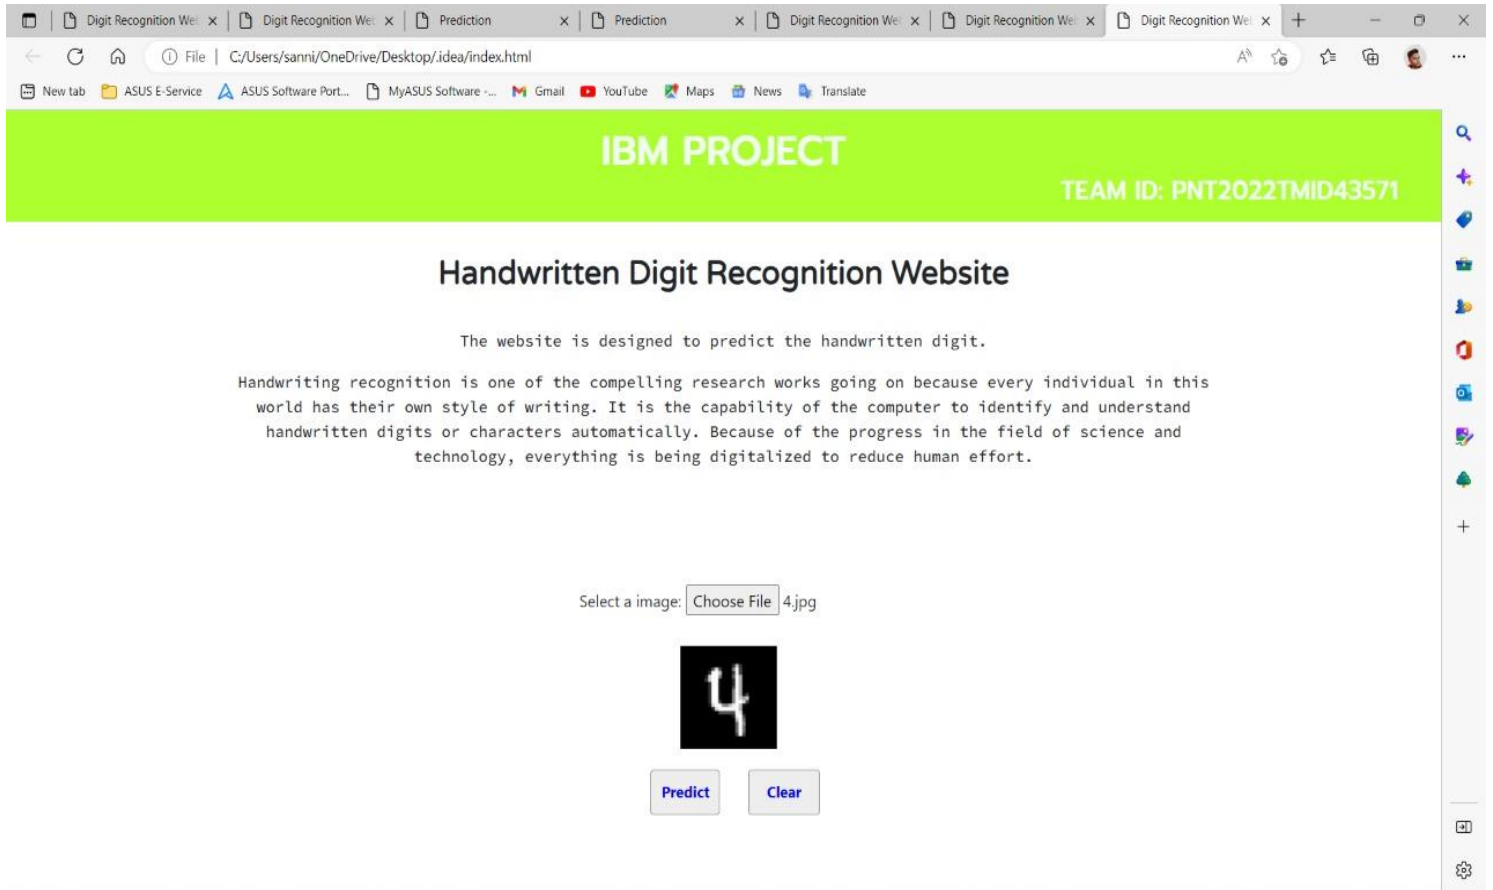 Digit Recognition Wel
Digit Recognition Wel
Prediction
Prediction
Digit Recognition Wel
Digit Recognition Wel
Digit Recognition Wel
File | C:/Users/sanni/OneDrive/Desktop/.idea/index.html
New tab ASUS E-Service ASUS Software Port... MyASUS Software -... Gmail YouTube Maps News Translate
IBM PROJECT
TEAM ID: PNT2022TMID43571
Handwritten Digit Recognition Website
The website is designed to predict the handwritten digit.
Handwriting recognition is one of the compelling research works going on because every individual in this
world has their own style of writing. It is the capability of the computer to identify and understand
handwritten digits or characters automatically. Because of the progress in the field of science and
technology, everything is being digitalized to reduce human effort.
Select a image: Choose File 4.jpg
4
Predict Clear